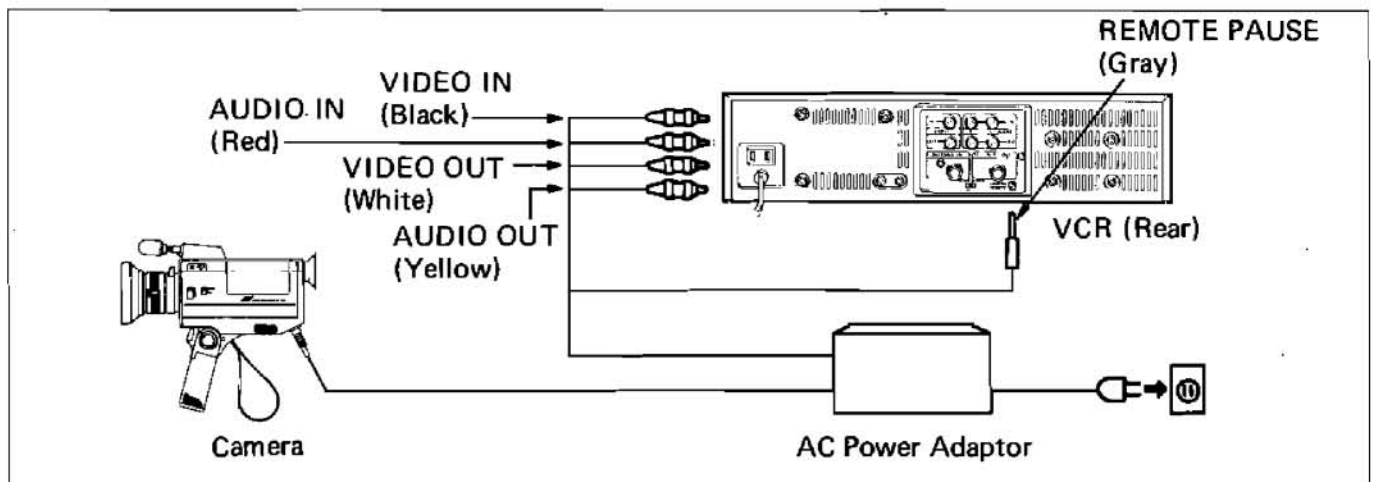 REMOTE PAUSE
(Gray)
VIDEO IN
(Black)
AUDIO IN
(Red)
VIDEO OUT
(White)
AUDIO OUT
(Yellow)
VCR (Rear)
Camera
AC Power Adaptor